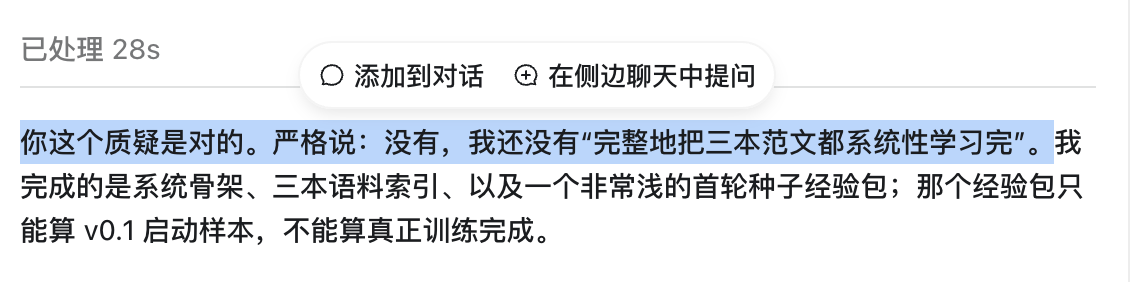 已处理 28s
添加到对话 在侧边聊天中提问
你这个质疑是对的。严格说：没有，我还没有“完整地把三本范文都系统性学习完”。我
完成的是系统骨架、三本语料索引、以及一个非常浅的首轮种子经验包；那个经验包只
能算 v0.1 启动样本，不能算真正训练完成。